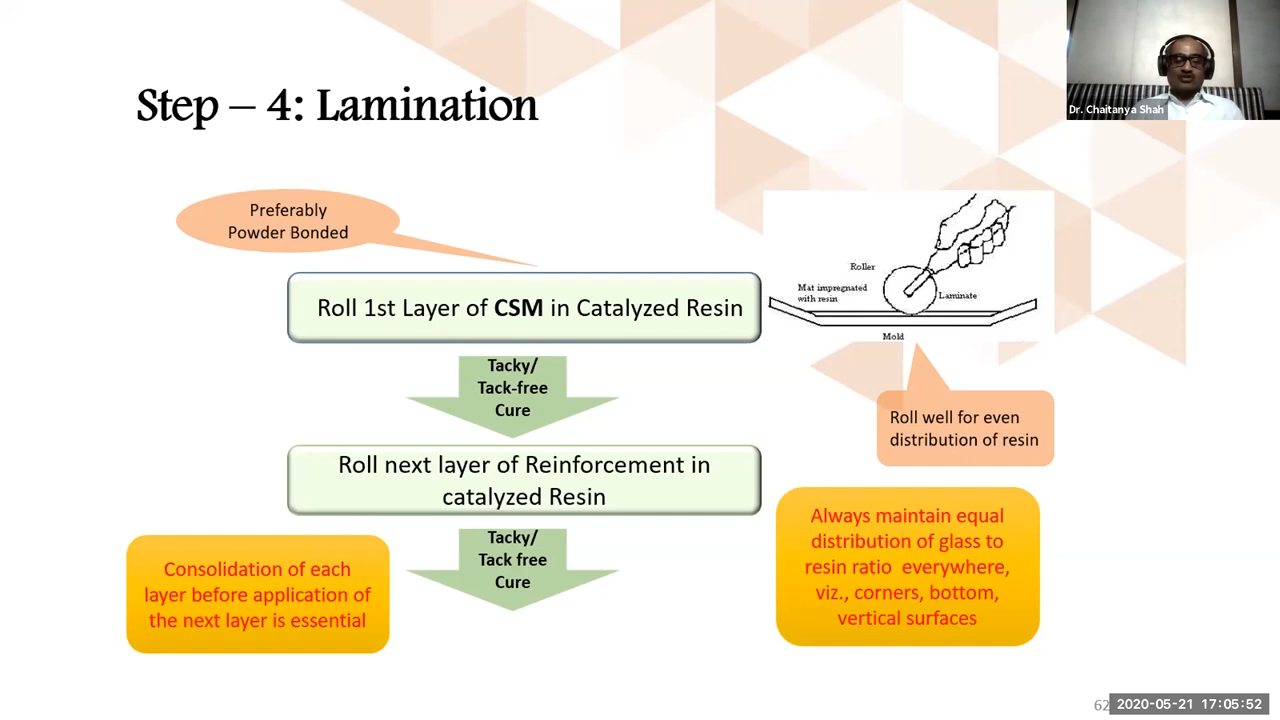 Dr. Chaitanya Shah
Step – 4: Lamination
Preferably
Powder Bonded
Roll 1st Layer of CSM in Catalyzed Resin
Roller
Mat impregnated
with resin
Laminate
Mold
Tacky/
Tack-free
Cure
Roll well for even
distribution of resin
Roll next layer of Reinforcement in
catalyzed Resin
Tacky/
Tack free
Cure
Consolidation of each
layer before application of
the next layer is essential
Always maintain equal
distribution of glass to
resin ratio everywhere,
viz., corners, bottom,
vertical surfaces
62
2020-05-21 17:05:52